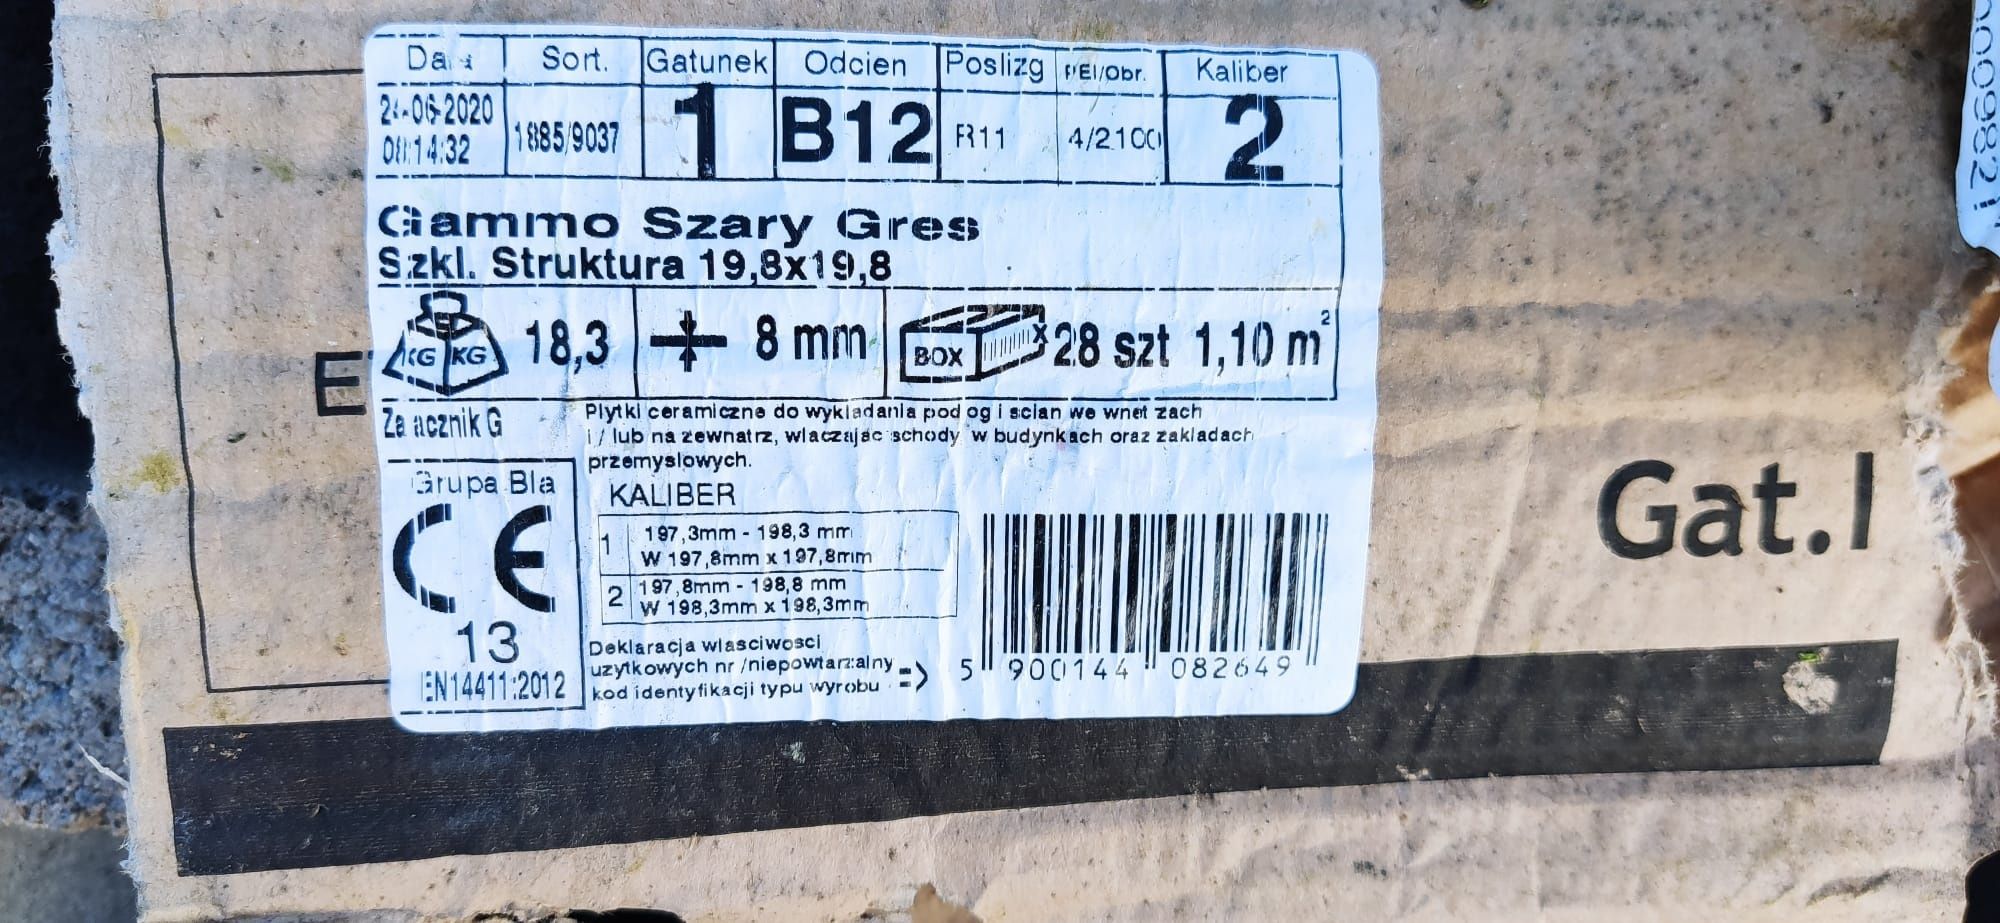 Data Sort. Gatunek Odcien Poslizg PEI/Obr. Kaliber
-06-2020 1885/9037 1 B12 R11 4/2100 2
:14:32
Gammo Szary Gres
Szkl. Struktura 19,8x19,8
KG KG 18,3 8 mm BOX x 28 szt 1,10 m²
Za acznik G
Plytki ceramiczne do wykladania pod og i scian we wnet zach
i / lub na zewnatrz, wlaczajac schody w budynkach oraz zakladach
przemyslowych.
Grupa BIa
CE
13
EN14411:2012
KALIBER
1 197,3mm - 198,3 mm
W 197,8mm x 197,8mm
2 197,8mm - 198,8 mm
W 198,3mm x 198,3mm
Deklaracja wlasciwosci
uzytkowych nr /niepowtarzalny
kod identyfikacji typu wyrobu =>
5 900144 082649
Gat.I
E